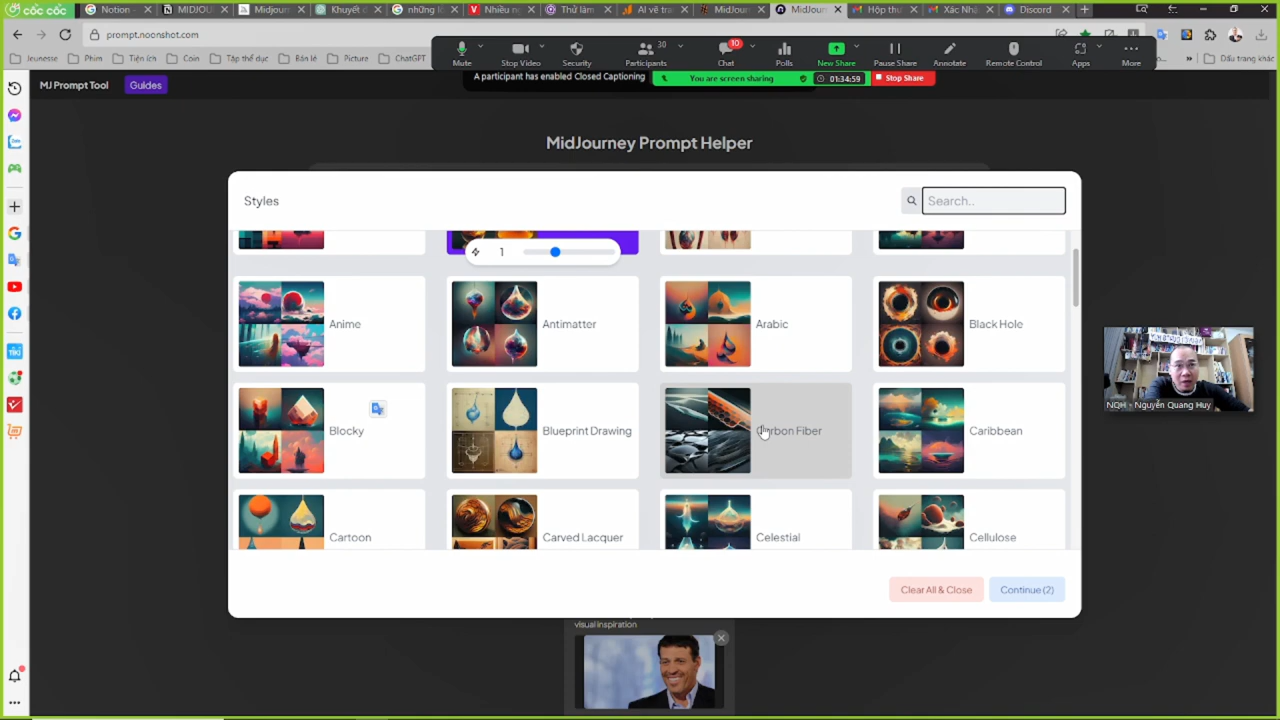 cốc cốc
Notion -
MIDJOU
Midjourn
Khuyết đ
những lỗ
Nhiều n
Thử làm
AI vẽ tra
MidJourn
MidJourn
Hộp thư
Xác Nhậ
Discord
prompt.noonshot.com
Jeunesse
Phim
Tiện ích
Coin
Tập thể dục
Bán lẻ
Picture
ChatGPT
Dấu trang khác
Mute
Stop Video
Security
30
Participants
10
Chat
Polls
New Share
Pause Share
Annotate
Remote Control
Apps
More
A participant has enabled Closed Captioning
You are screen sharing
01:34:59
Stop Share
MJ Prompt Tool
Guides
MidJourney Prompt Helper
Styles
Search..
1
Anime
Antimatter
Arabic
Black Hole
Blocky
Blueprint Drawing
Carbon Fiber
Caribbean
Cartoon
Carved Lacquer
Celestial
Cellulose
Clear All & Close
Continue (2)
visual inspiration
NQH - Nguyễn Quang Huy
TIKI